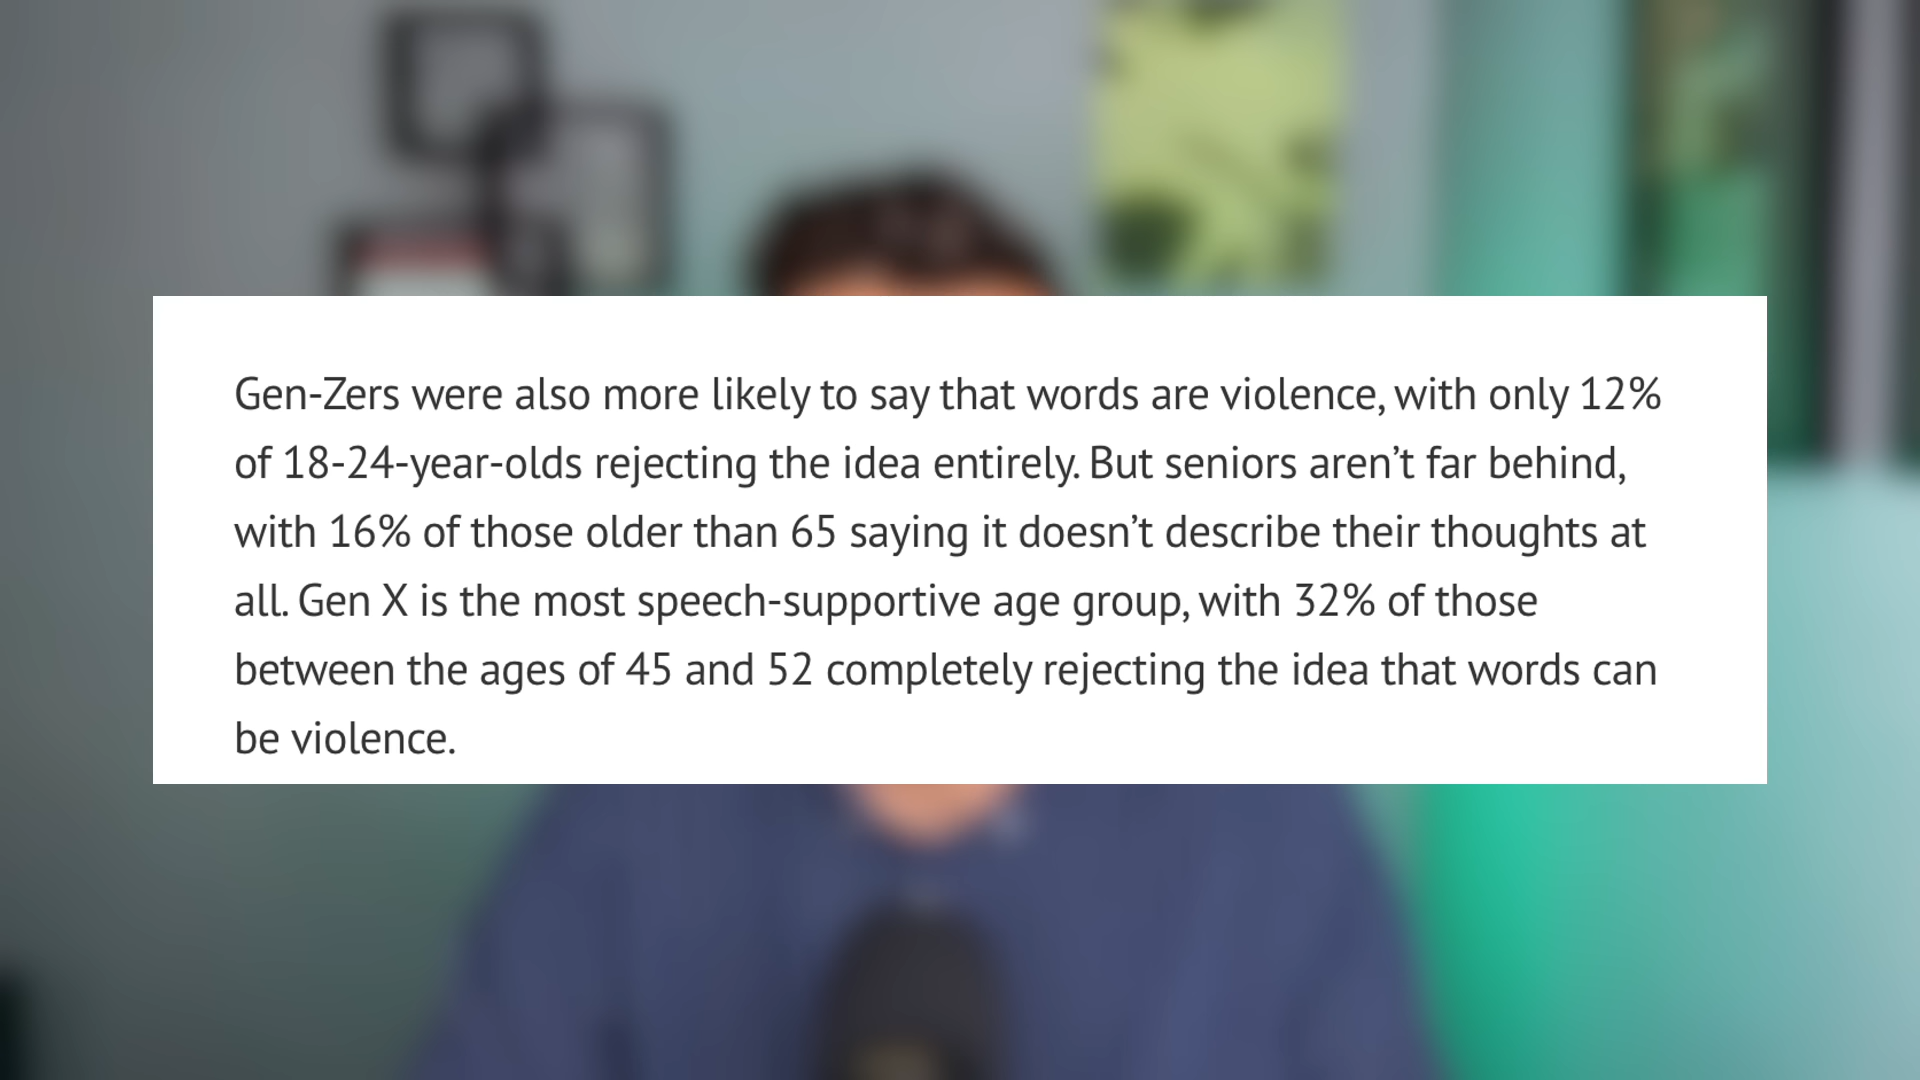 Gen-Zers were also more likely to say that words are violence, with only 12%
of 18-24-year-olds rejecting the idea entirely. But seniors aren’t far behind,
with 16% of those older than 65 saying it doesn’t describe their thoughts at
all. Gen X is the most speech-supportive age group, with 32% of those
between the ages of 45 and 52 completely rejecting the idea that words can
be violence.